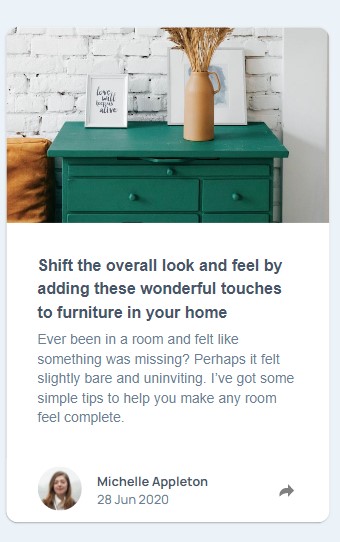 love
will
keep us
alive
Shift the overall look and feel by
adding these wonderful touches
to furniture in your home
Ever been in a room and felt like
something was missing? Perhaps it felt
slightly bare and uninviting. I’ve got some
simple tips to help you make any room
feel complete.
Michelle Appleton
28 Jun 2020